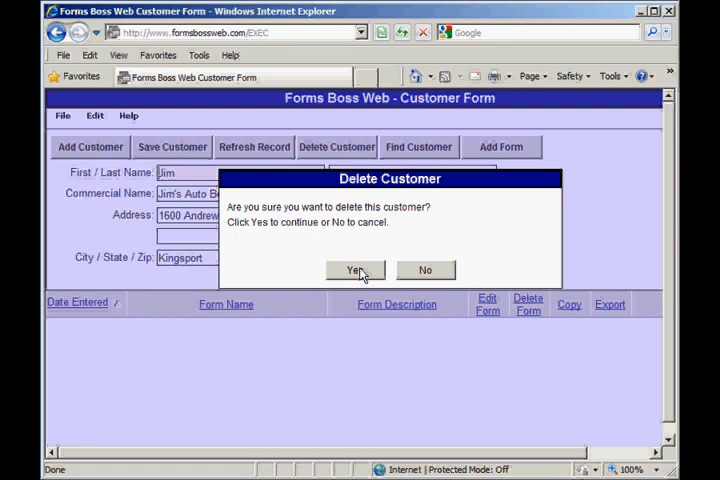 Forms Boss Web Customer Form - Windows Internet Explorer
http://www.formsbossweb.com/EXEC
Google
File Edit View Favorites Tools Help
Favorites Forms Boss Web Customer Form Page Safety Tools
Forms Boss Web - Customer Form
File Edit Help
Add Customer Save Customer Refresh Record Delete Customer Find Customer Add Form
First / Last Name: Jim
Delete Customer
Commercial Name: Jim's Auto
Are you sure you want to delete this customer?
Address: 1600 Andrew
Click Yes to continue or No to cancel.
City / State / Zip: Kingsport
Yes No
Date Entered Form Name Form Description Edit Form Delete Form Copy Export
Done Internet | Protected Mode: Off 100%